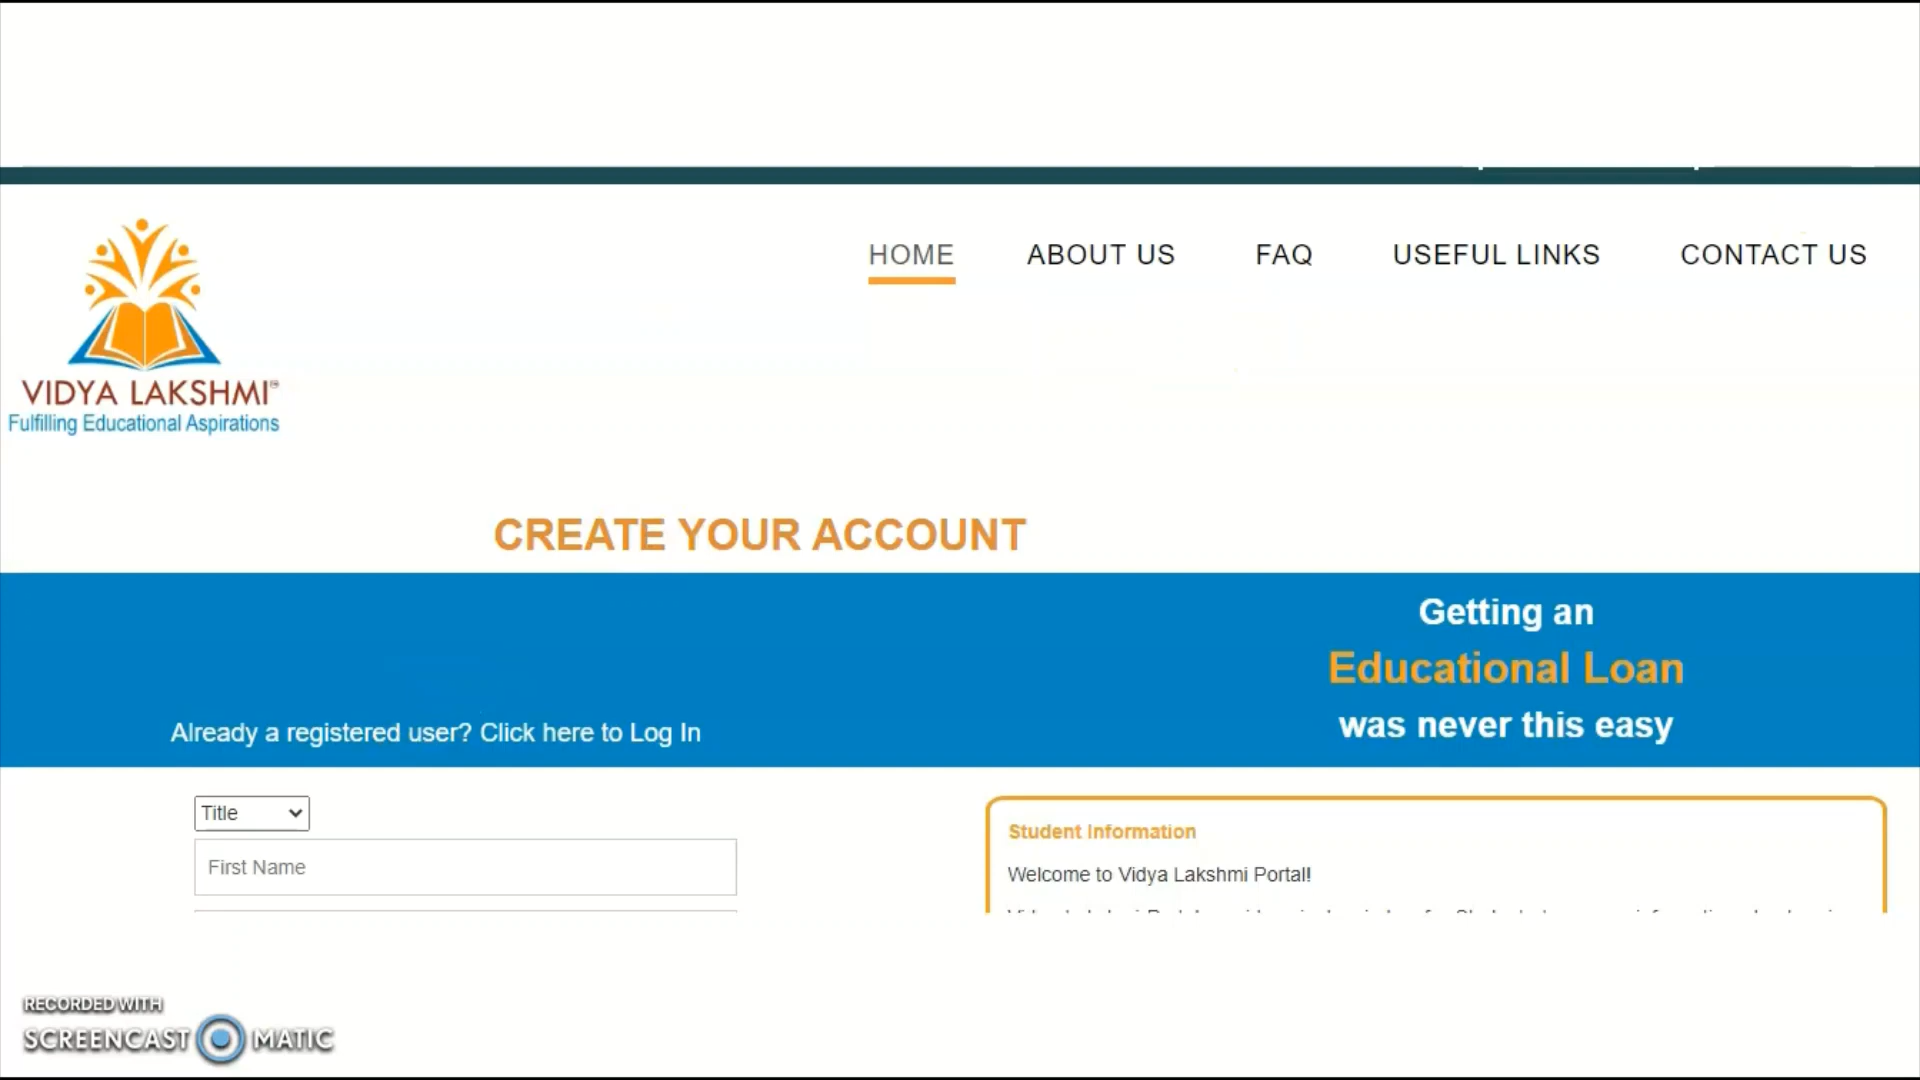 HOME ABOUT US FAQ USEFUL LINKS CONTACT US
VIDYA LAKSHMI
Fulfilling Educational Aspirations
CREATE YOUR ACCOUNT
Getting an
Educational Loan
was never this easy
Already a registered user? Click here to Log In
Title
First Name
Student Information
Welcome to Vidya Lakshmi Portal!
RECORDED WITH
SCREENCAST MATIC